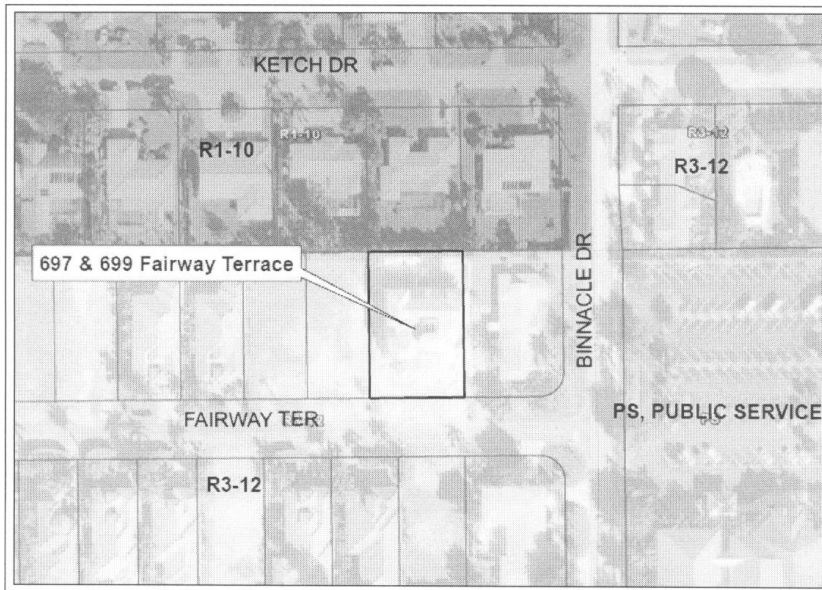 KETCH DR
R1-10
R1-10
R3-12
R3-12
697 & 699 Fairway Terrace
BINNACLE DR
FAIRWAY TER
PS, PUBLIC SERVICE
R3-12